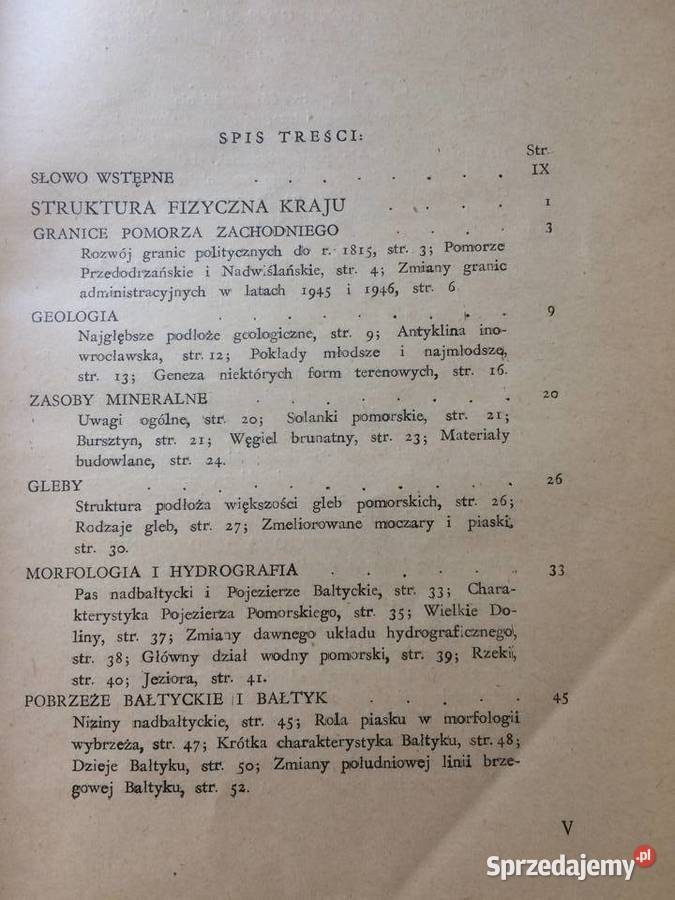 SPIS TREŚCI:
Str.
SŁOWO WSTĘPNE . . . . . . . . IX
STRUKTURA FIZYCZNA KRAJU . . . . 1
GRANICE POMORZA ZACHODNIEGO . . . . 3
Rozwój granic politycznych do r. 1815, str. 3; Pomorze
Przedodrzańskie i Nadwiślańskie, str. 4; Zmiany granic
administracyjnych w latach 1945 i 1946, str. 6
GEOLOGIA . . . . . . . . . 9
Najgłębsze podłoże geologiczne, str. 9; Antyklina ino-
wrocławska, str. 12; Pokłady młodsze i najmłodsze,
str. 13; Geneza niektórych form terenowych, str. 16.
ZASOBY MINERALNE . . . . . . . 20
Uwagi ogólne, str. 20; Solanki pomorskie, str. 21;
Bursztyn, str. 21; Węgiel brunatny, str. 23; Materiały
budowlane, str. 24.
GLEBY . . . . . . . . . . 26
Struktura podłoża większości gleb pomorskich, str. 26;
Rodzaje gleb, str. 27; Zmeliorowane moczary i piaski,
str. 30.
MORFOLOGIA I HYDROGRAFIA . . . . . . 33
Pas nadbałtycki i Pojezierze Bałtyckie, str. 33; Chara-
kterystyka Pojezierza Pomorskiego, str. 35; Wielkie Do-
liny, str. 37; Zmiany dawnego układu hydrograficznego,
str. 38; Główny dział wodny pomorski, str. 39; Rzeki,
str. 40; Jeziora, str. 41.
POBRZEŻE BAŁTYCKIE I BAŁTYK . . . . . 45
Niziny nadbałtyckie, str. 45; Rola piasku w morfologii
wybrzeża, str. 47; Krótka charakterystyka Bałtyku, str. 48;
Dzieje Bałtyku, str. 50; Zmiany południowej linii brze-
gowej Bałtyku, str. 52.
V
Sprzedajemy.pl